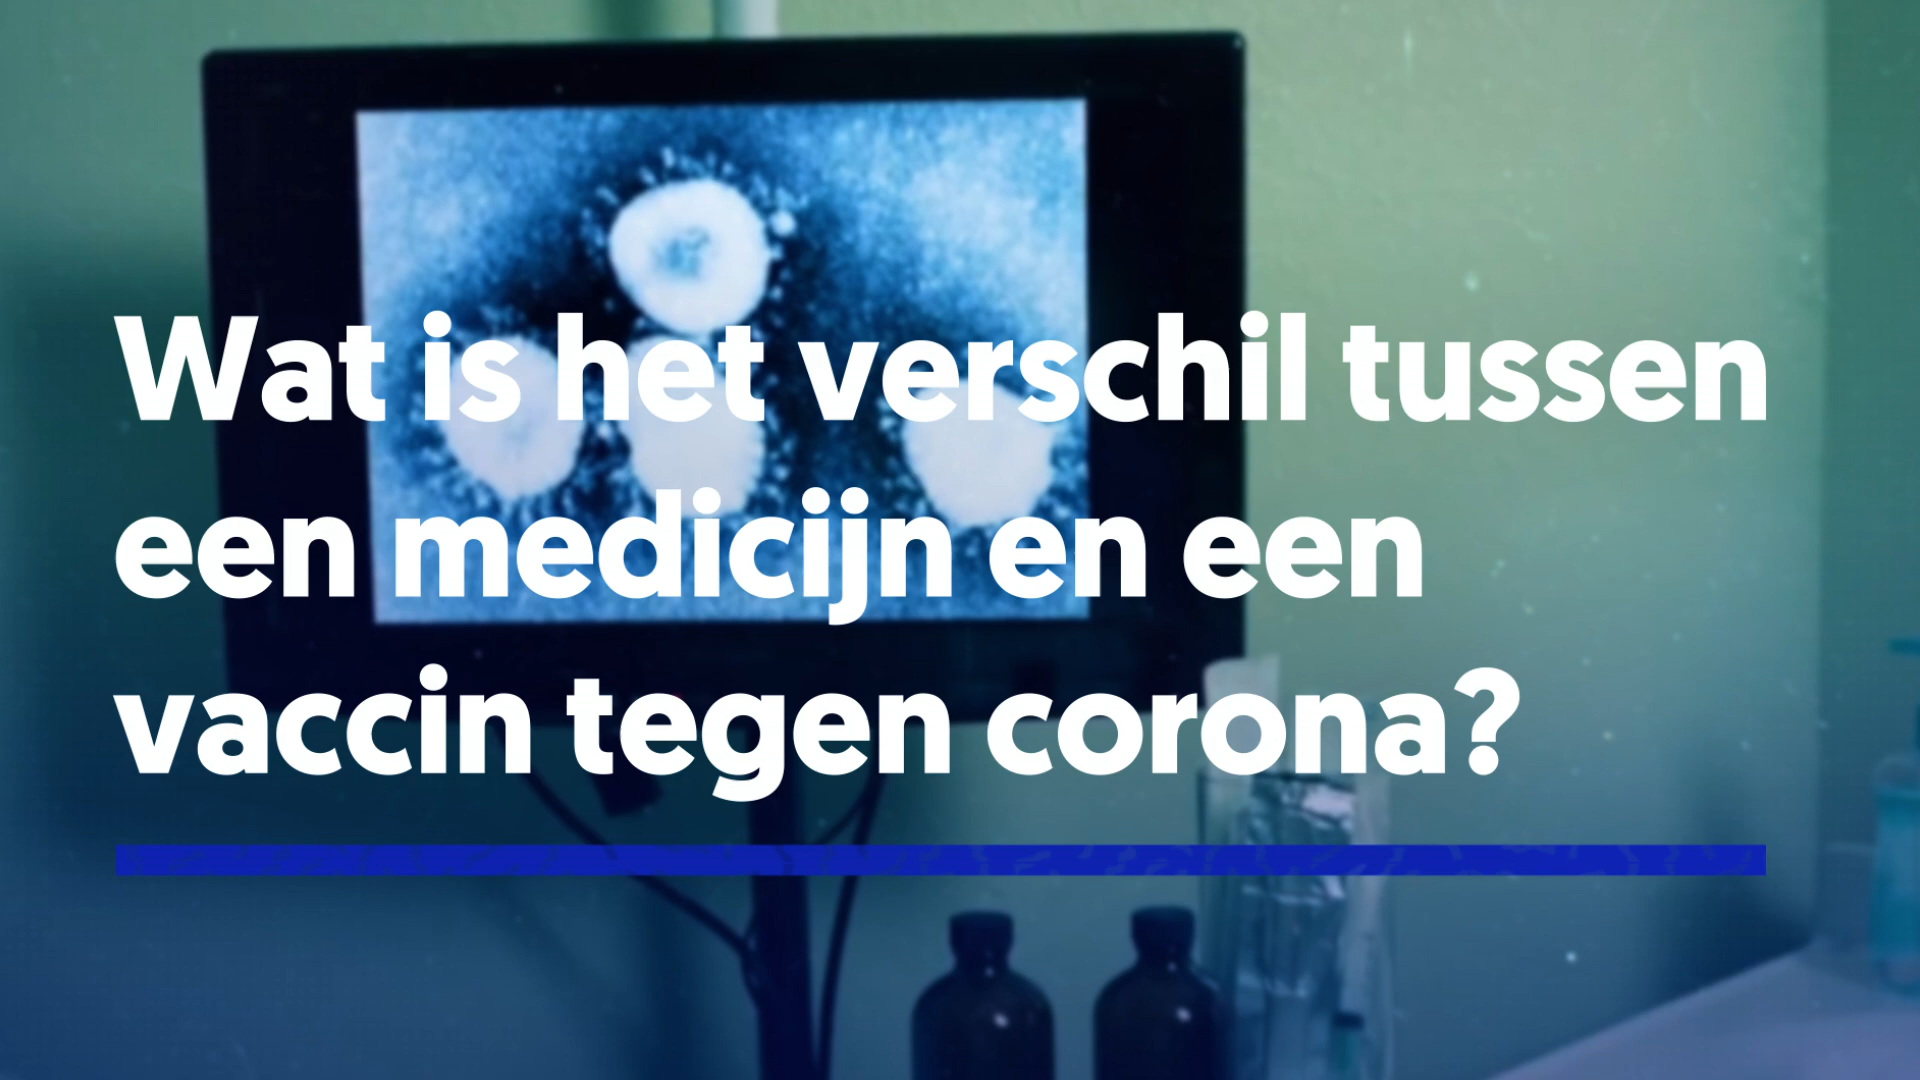 Wat is het verschil tussen
een medicijn en een
vaccin tegen corona?